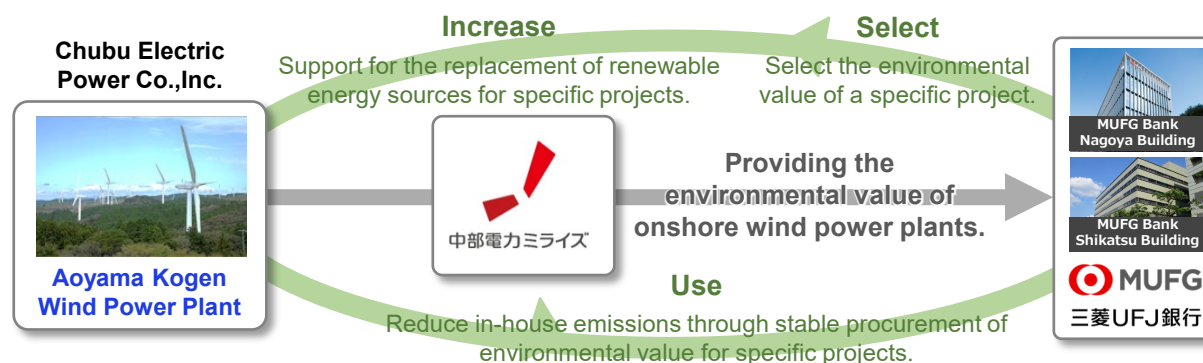 Chubu Electric
Power Co.,Inc.
Aoyama Kogen
Wind Power Plant
Increase
Support for the replacement of renewable
energy sources for specific projects.
Select
Select the environmental
value of a specific project.
中部電力ミライズ
Providing the
environmental value of
onshore wind power plants.
Use
Reduce in-house emissions through stable procurement of
environmental value for specific projects.
MUFG Bank
Nagoya Building
MUFG Bank
Shikatsu Building
MUFG
三菱UFJ銀行